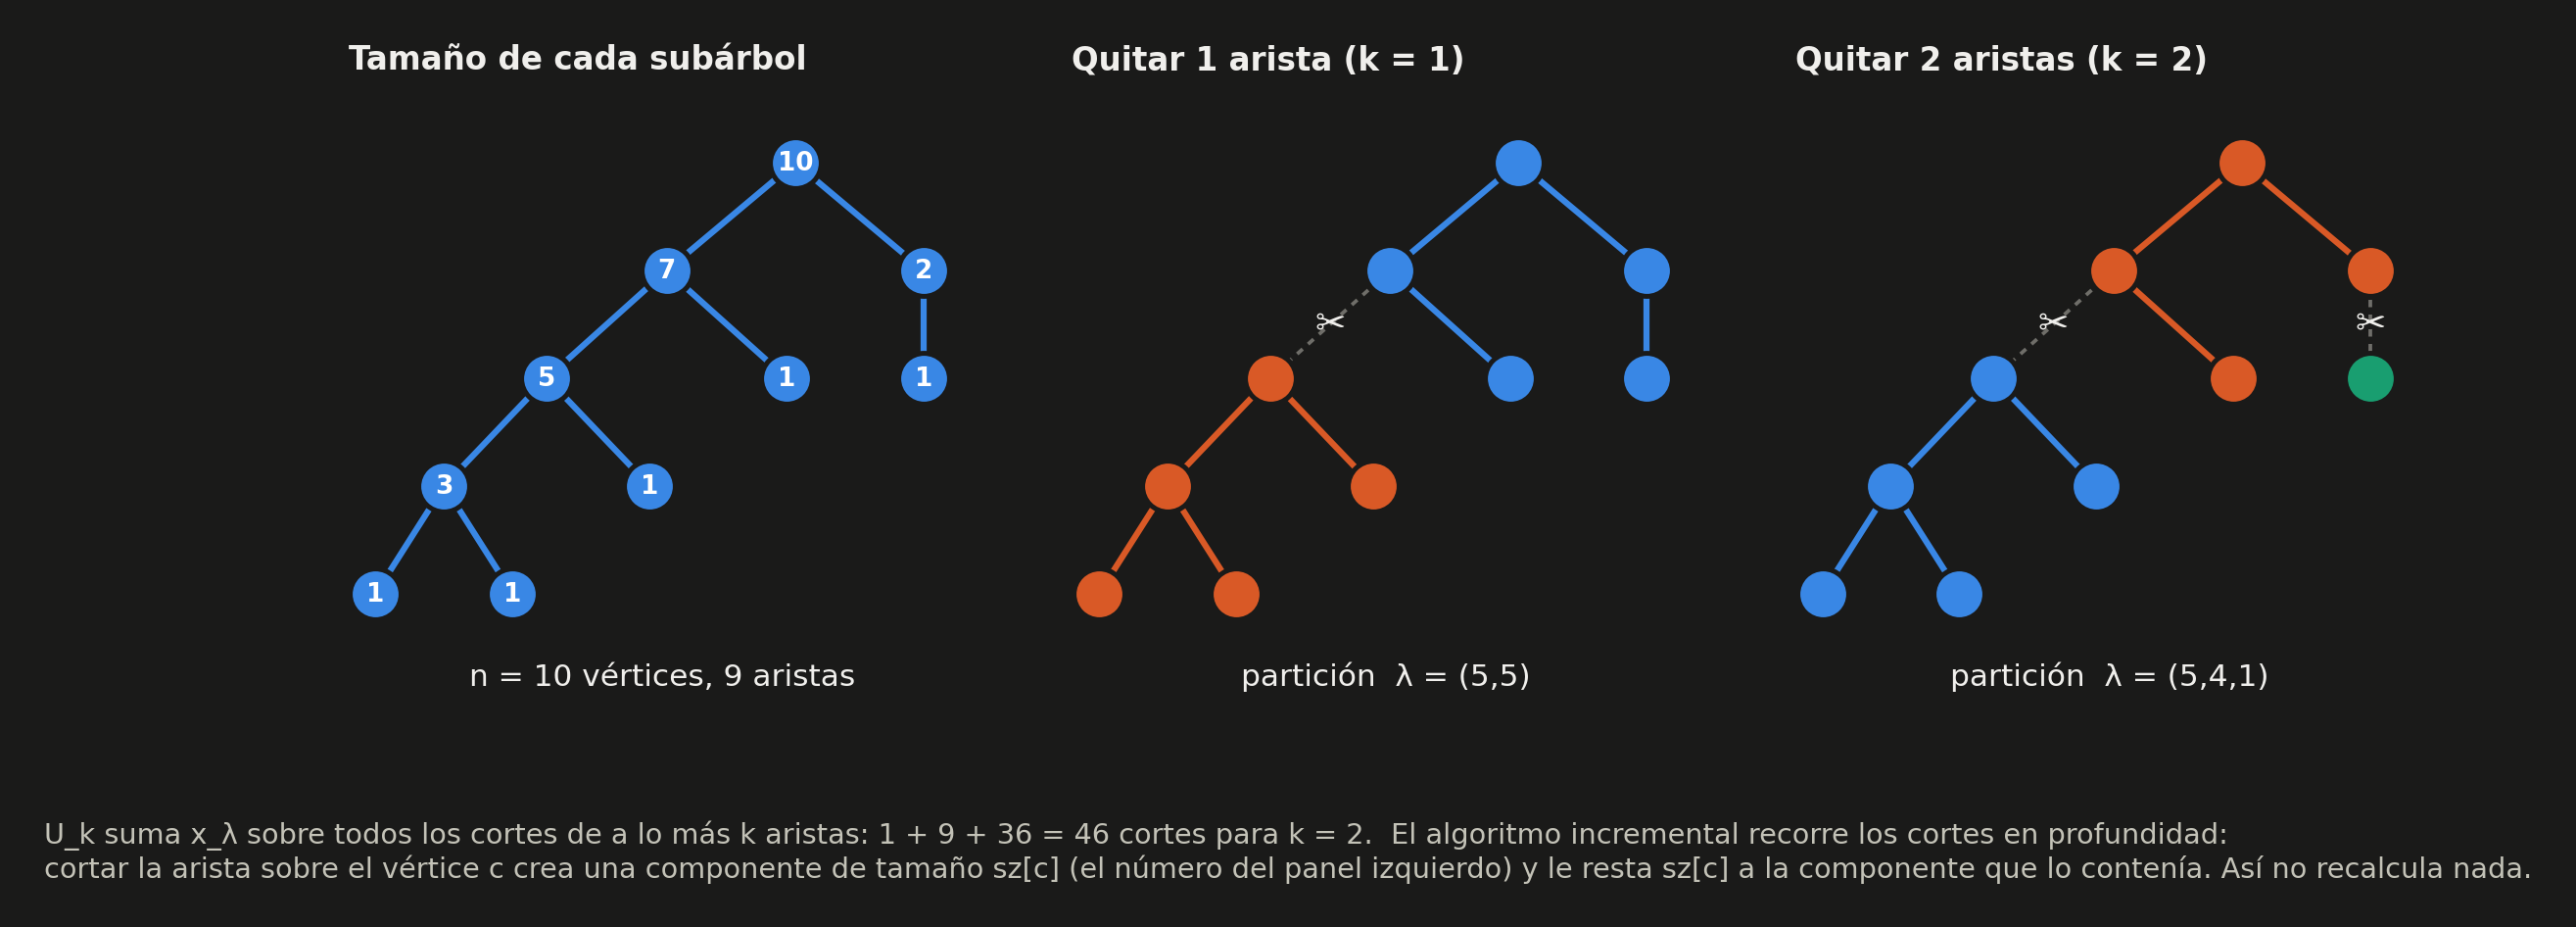 Tamaño de cada subárbol
Quitar 1 arista (k = 1)
Quitar 2 aristas (k = 2)
10
7
2
5
1
1
3
1
1
1
n = 10 vértices, 9 aristas
partición λ = (5,5)
partición λ = (5,4,1)
U_k suma x_λ sobre todos los cortes de a lo más k aristas: 1 + 9 + 36 = 46 cortes para k = 2. El algoritmo incremental recorre los cortes en profundidad:
cortar la arista sobre el vértice c crea una componente de tamaño sz[c] (el número del panel izquierdo) y le resta sz[c] a la componente que lo contenía. Así no recalcula nada.